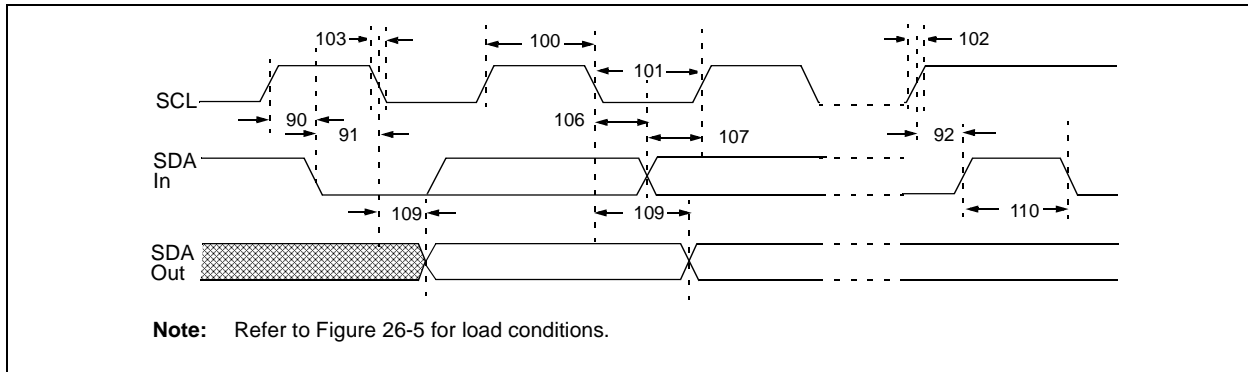 103
100
101
102
SCL
90
91
106
107
92
SDA
In
109
109
110
SDA
Out
Note: Refer to Figure 26-5 for load conditions.